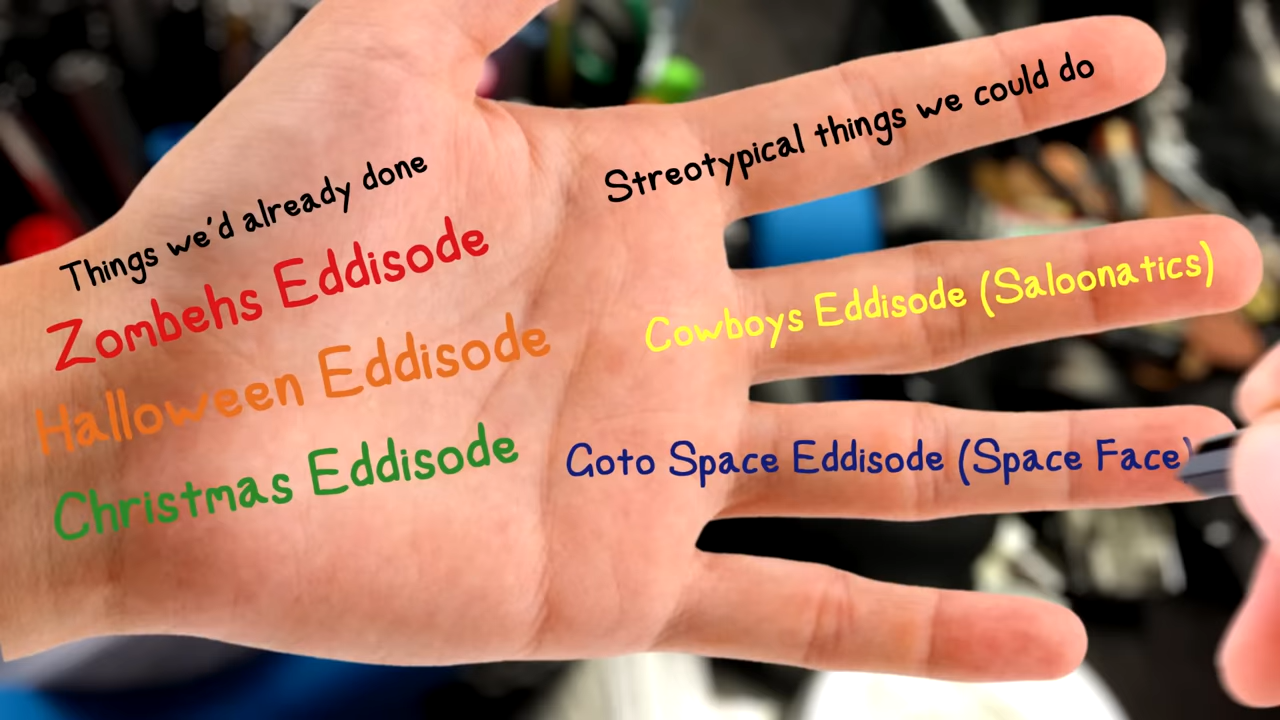 Things we'd already done
Zombehs Eddisode
Halloween Eddisode
Christmas Eddisode
Streotypical things we could do
Cowboys Eddisode (Saloonatics)
Goto Space Eddisode (Space Face)